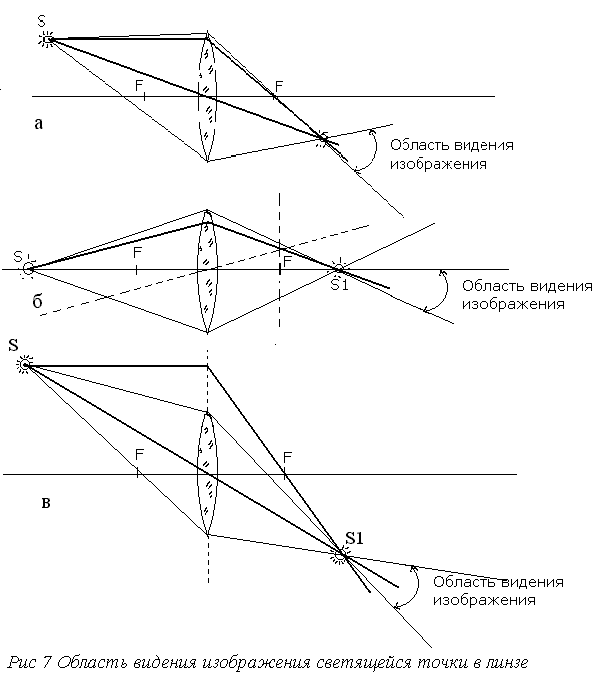 S
F
F
а
Область видения
изображения
S
F
F
S1
б
Область видения
изображения
S
F
F
в
S1
Область видения
изображения
Рис 7 Область видения изображения светящейся точки в линзе